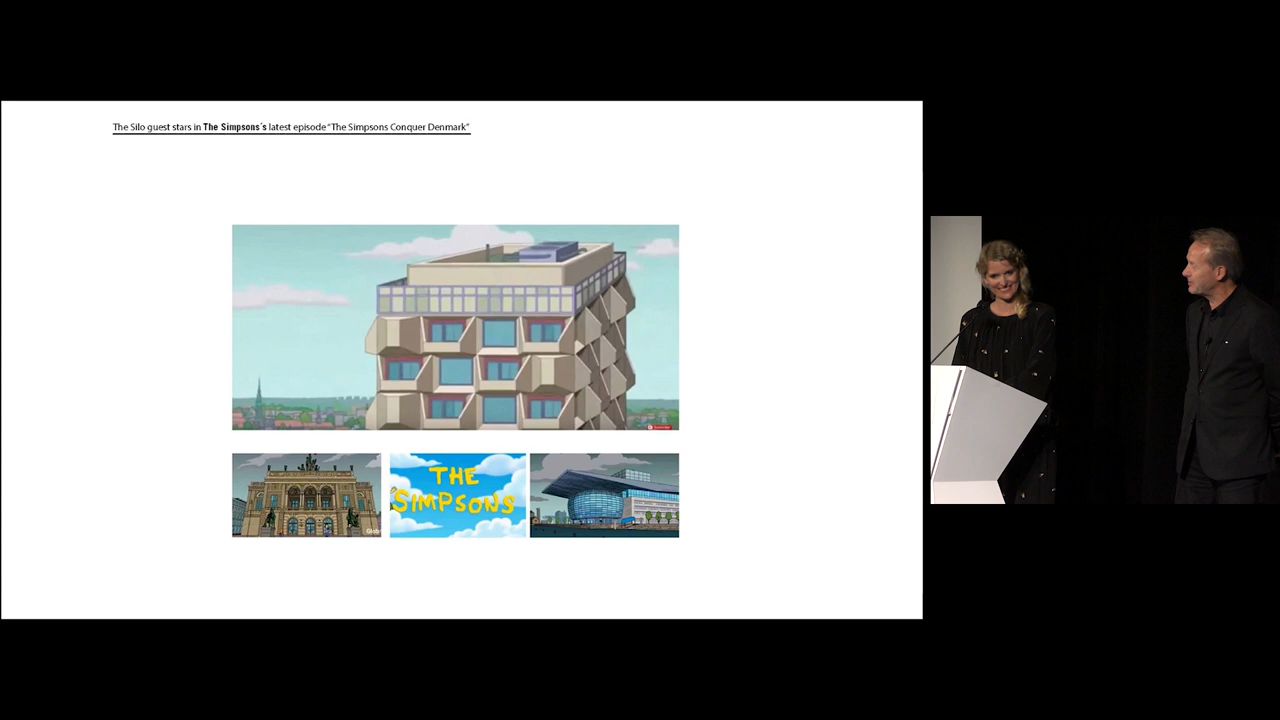 The Silo guest stars in The Simpsons´s latest episode “The Simpsons Conquer Denmark”
THE
SIMPSONS